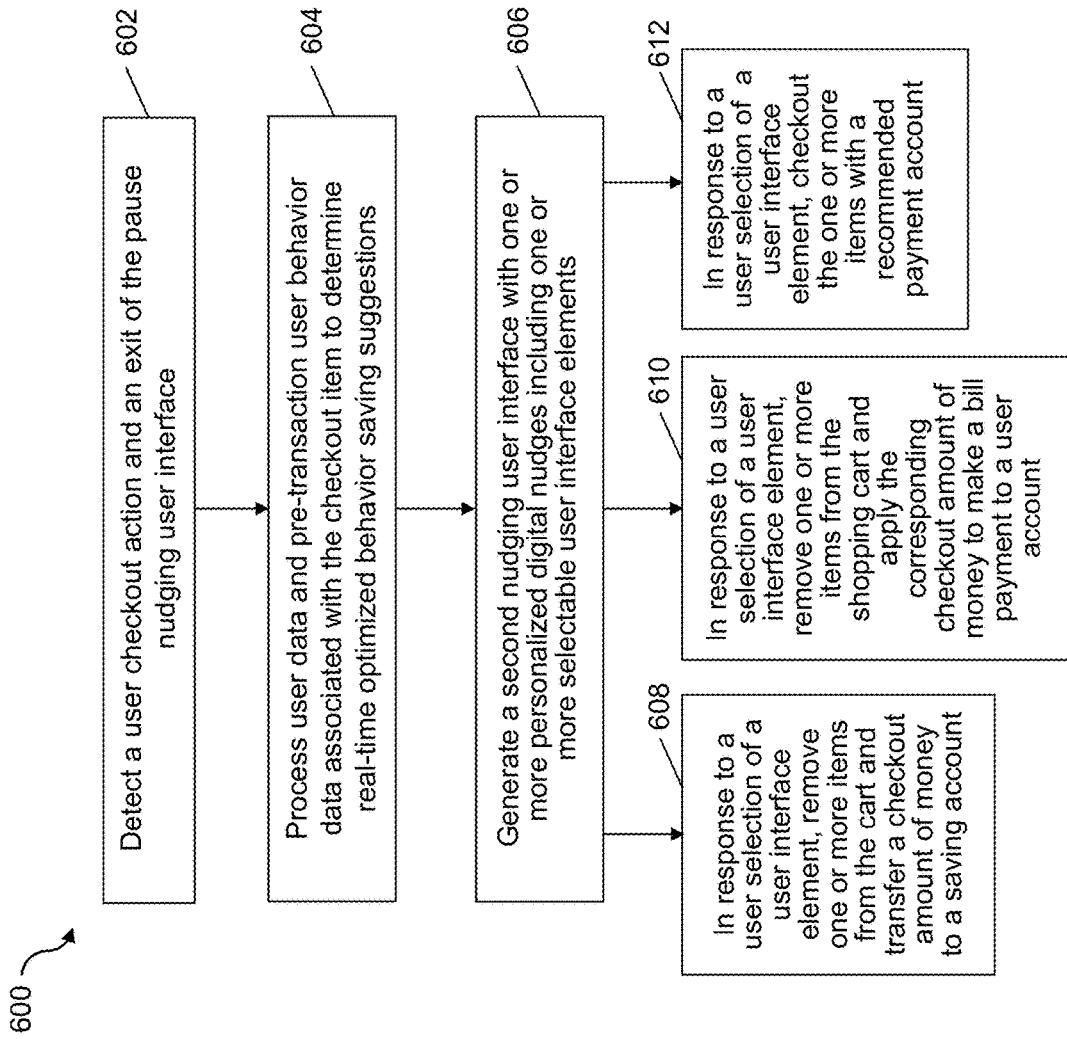 600
602
Detect a user checkout action and an exit of the pause
nudging user interface
604
Process user data and pre-transaction user behavior
data associated with the checkout item to determine
real-time optimized behavior saving suggestions
606
Generate a second nudging user interface with one or
more personalized digital nudges including one or
more selectable user interface elements
608
In response to a
user selection of a
user interface
element, remove
one or more items
from the cart and
transfer a checkout
amount of money
to a saving account
610
In response to a user
selection of a user
interface element,
remove one or more
items from the
shopping cart and
apply the
corresponding
checkout amount of
money to make a bill
payment to a user
account
612
In response to a
user selection of a
user interface
element, checkout
the one or more
items with a
recommended
payment account